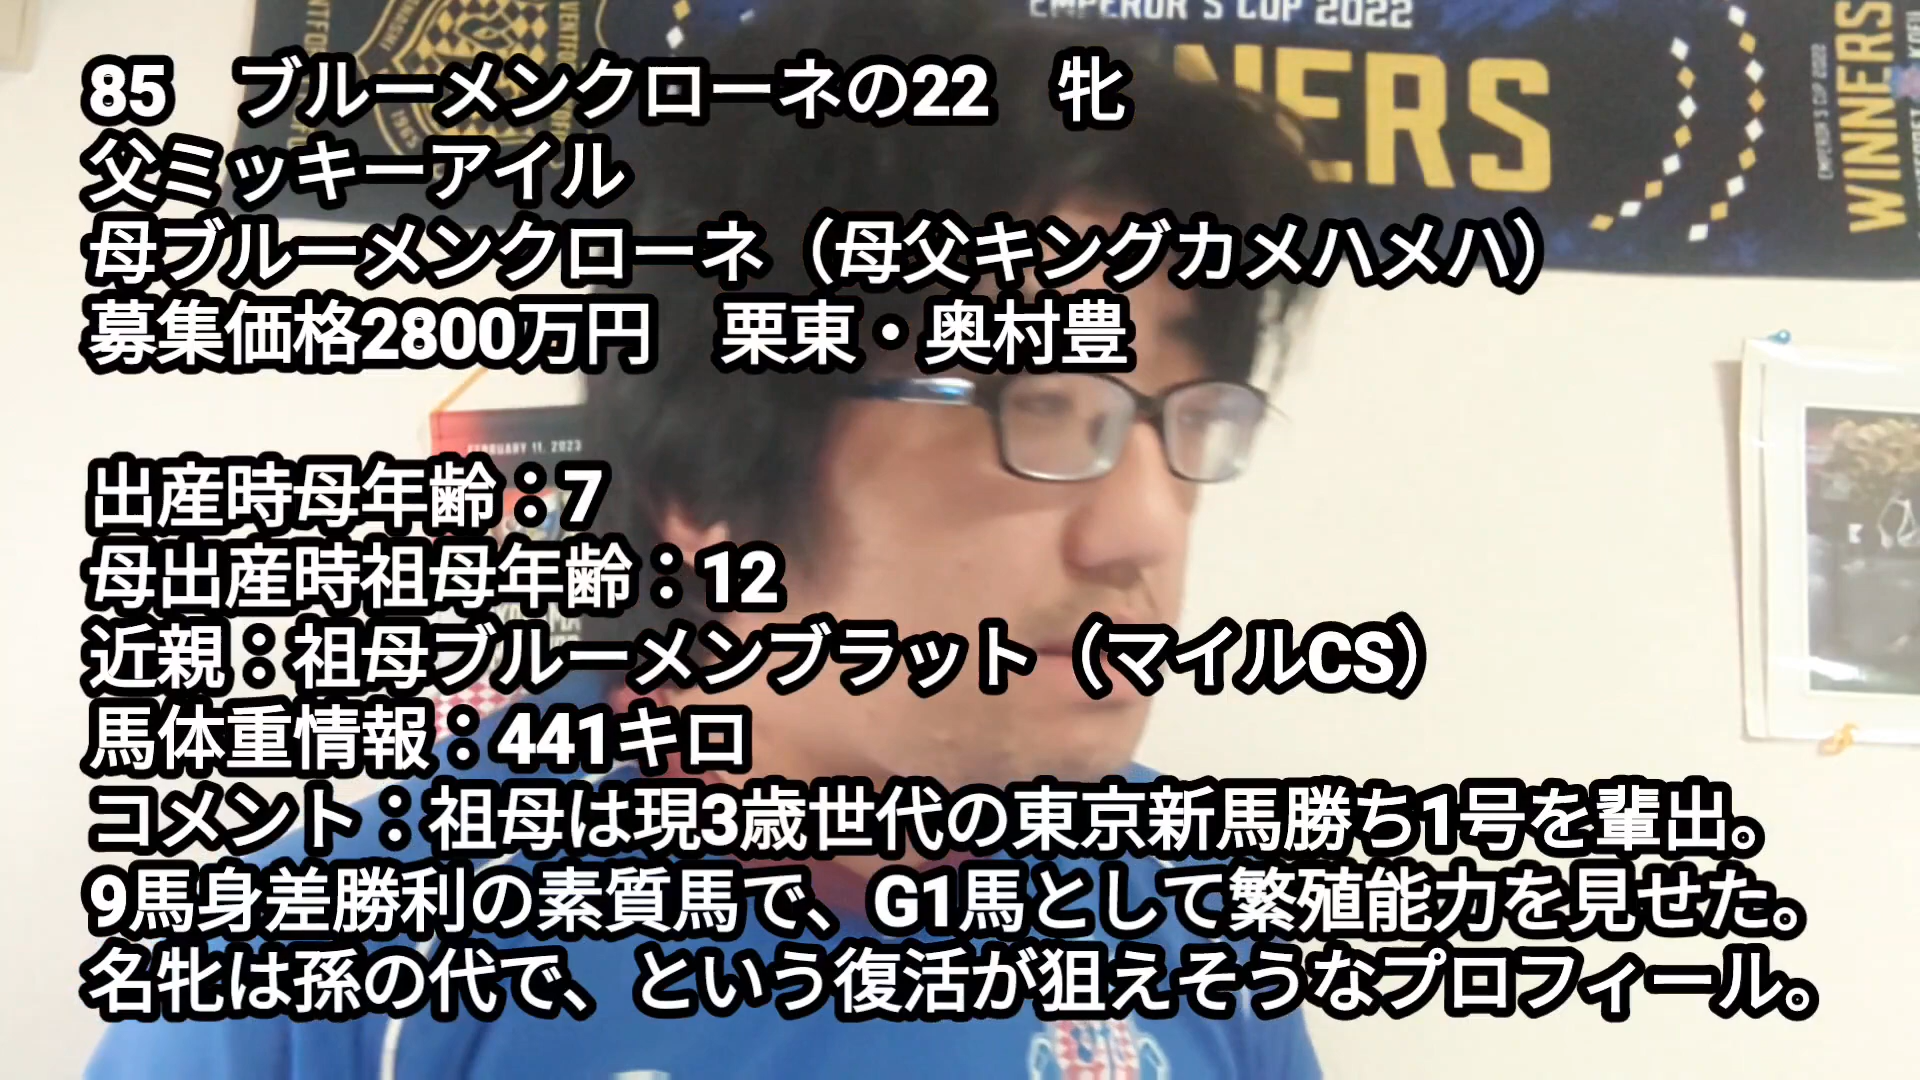 EMPEROR'S CUP 2022
WINNERS
85　ブルーメンクローネの22　牝
父ミッキーアイル
母ブルーメンクローネ（母父キングカメハメハ）
募集価格2800万円　栗東・奥村豊
FEBRUARY 11. 2023
出産時母年齢：7
母出産時祖母年齢：12
近親：祖母ブルーメンブラット（マイルCS）
馬体重情報：441キロ
コメント：祖母は現3歳世代の東京新馬勝ち1号を輩出。
9馬身差勝利の素質馬で、G1馬として繁殖能力を見せた。
名牝は孫の代で、という復活が狙えそうなプロフィール。
EMPEROR'S CUP 2022
WINNERS